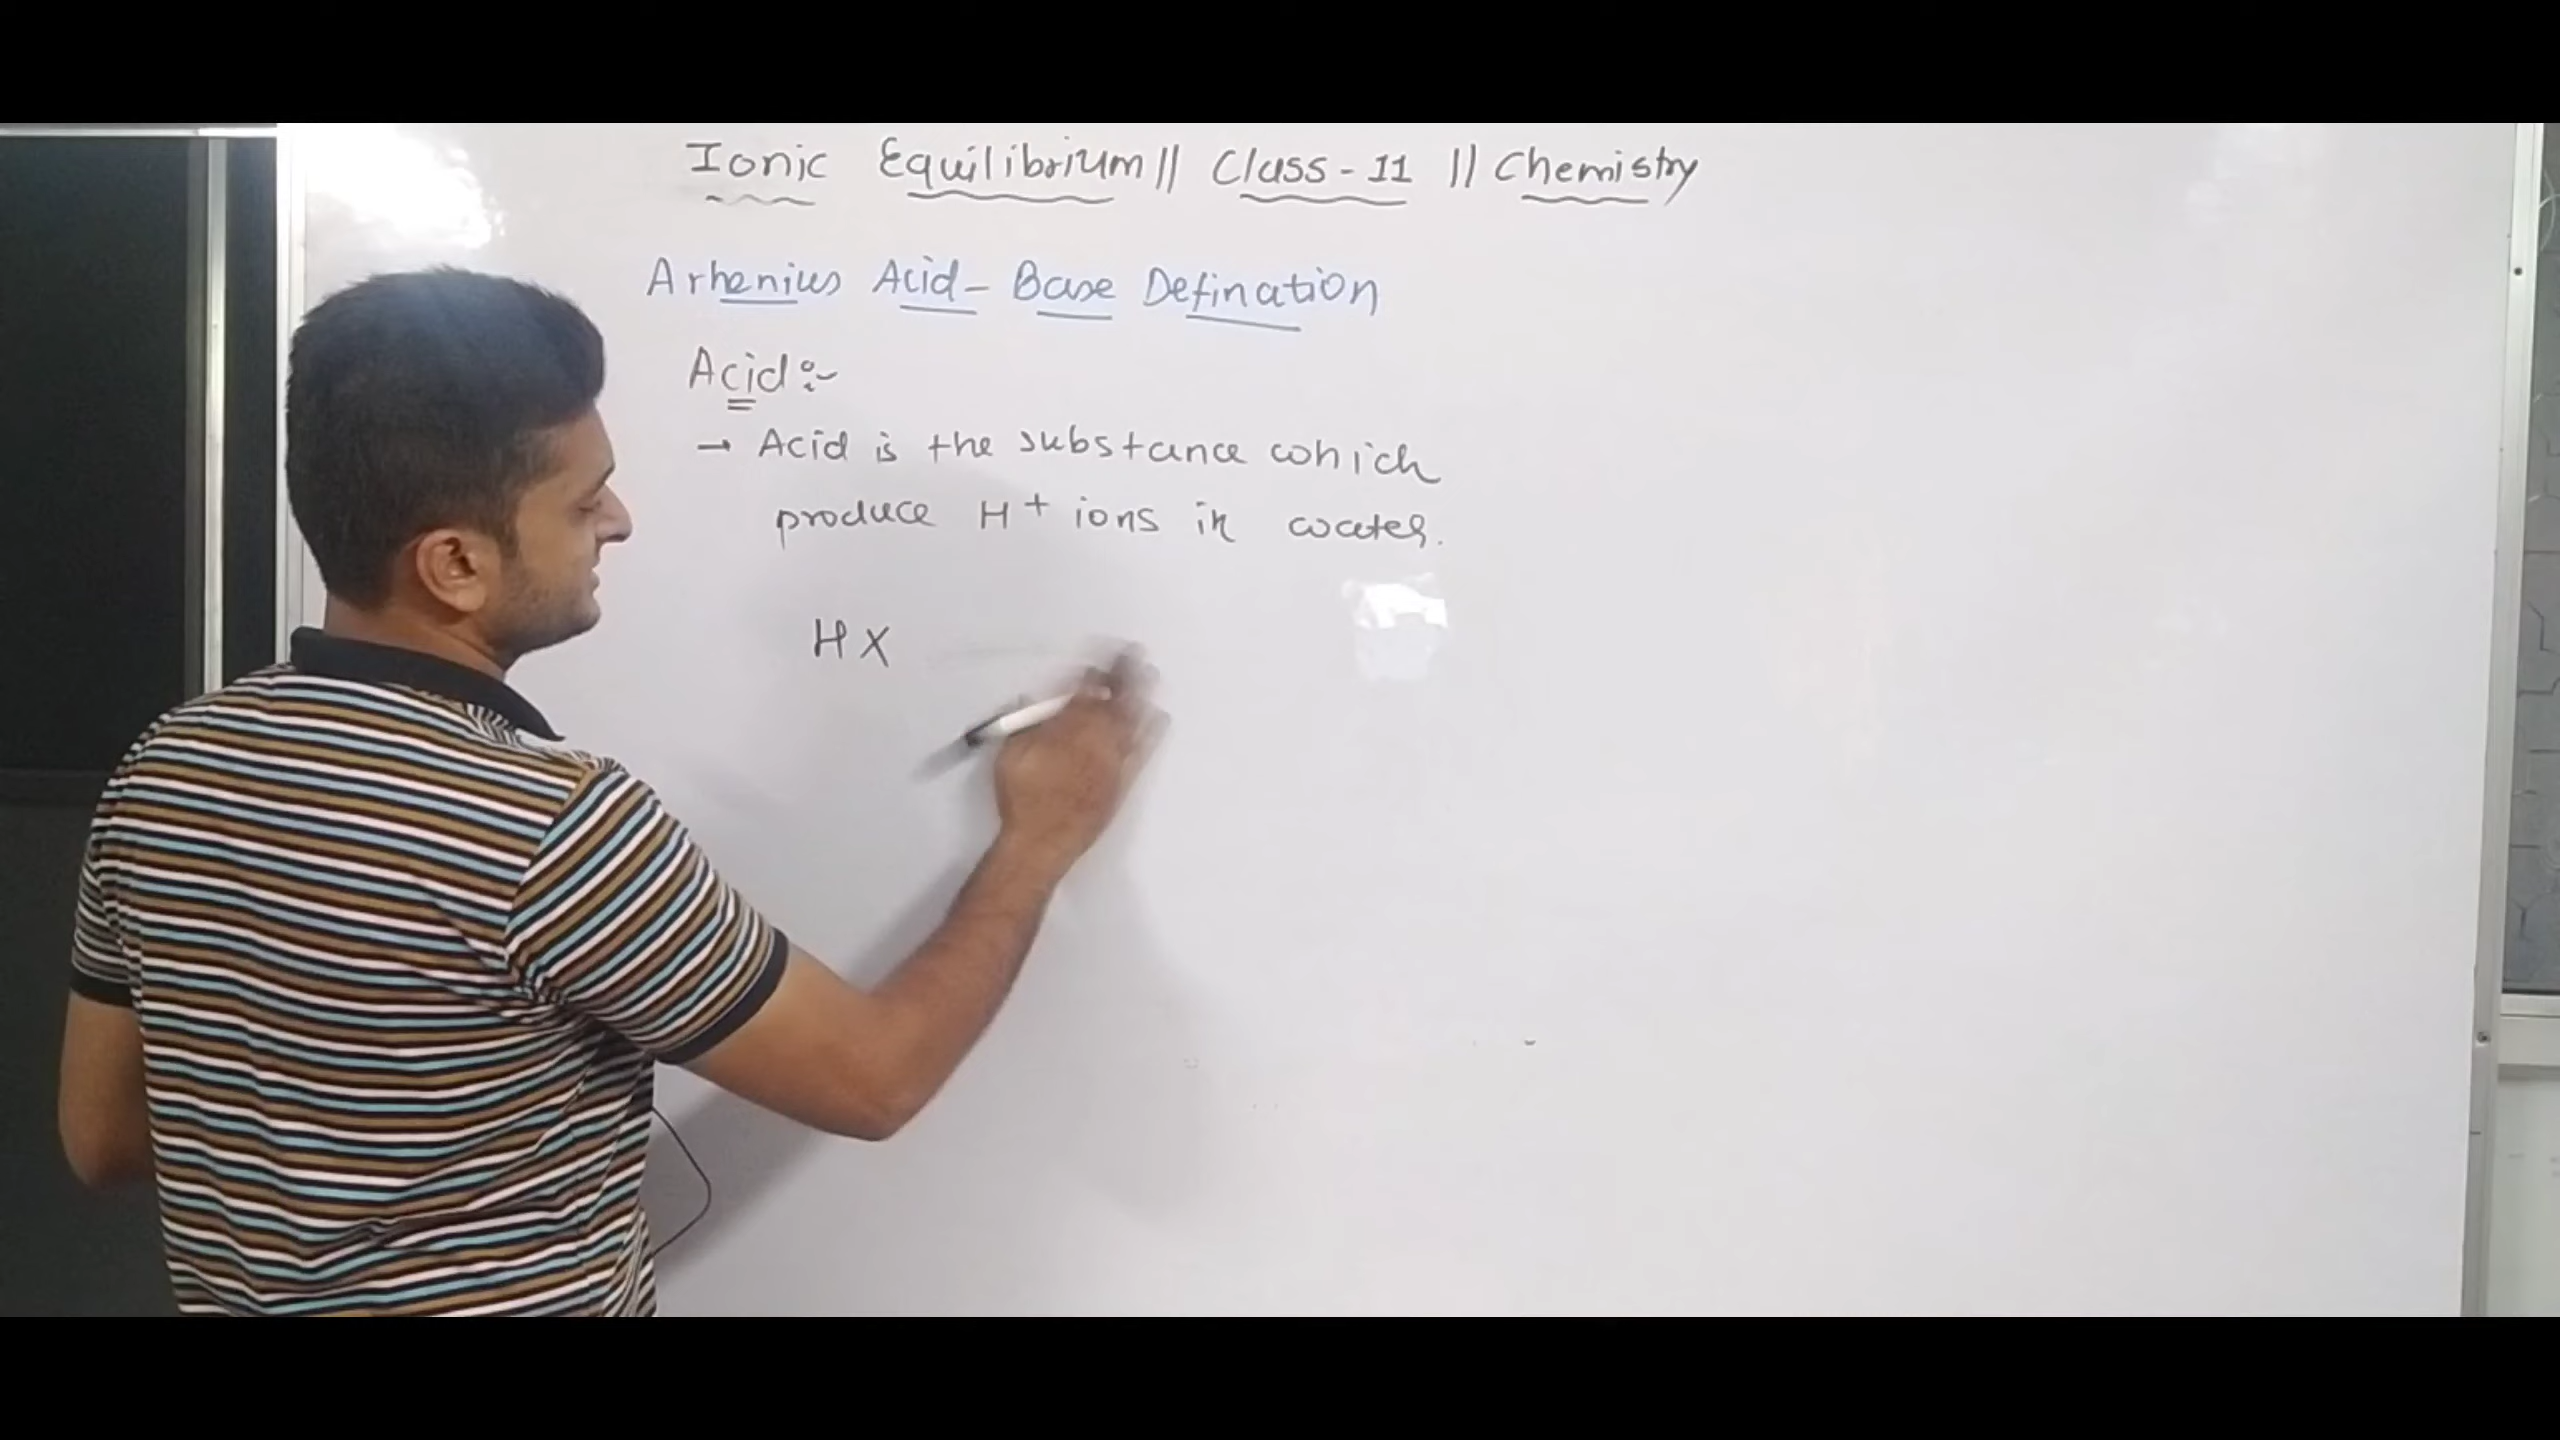 Ionic Equilibrium || Class - 11 || Chemistry
Arhenius Acid - Base Defination
Acid :-
→ Acid is the substance which
produce H+ ions in water.
HX